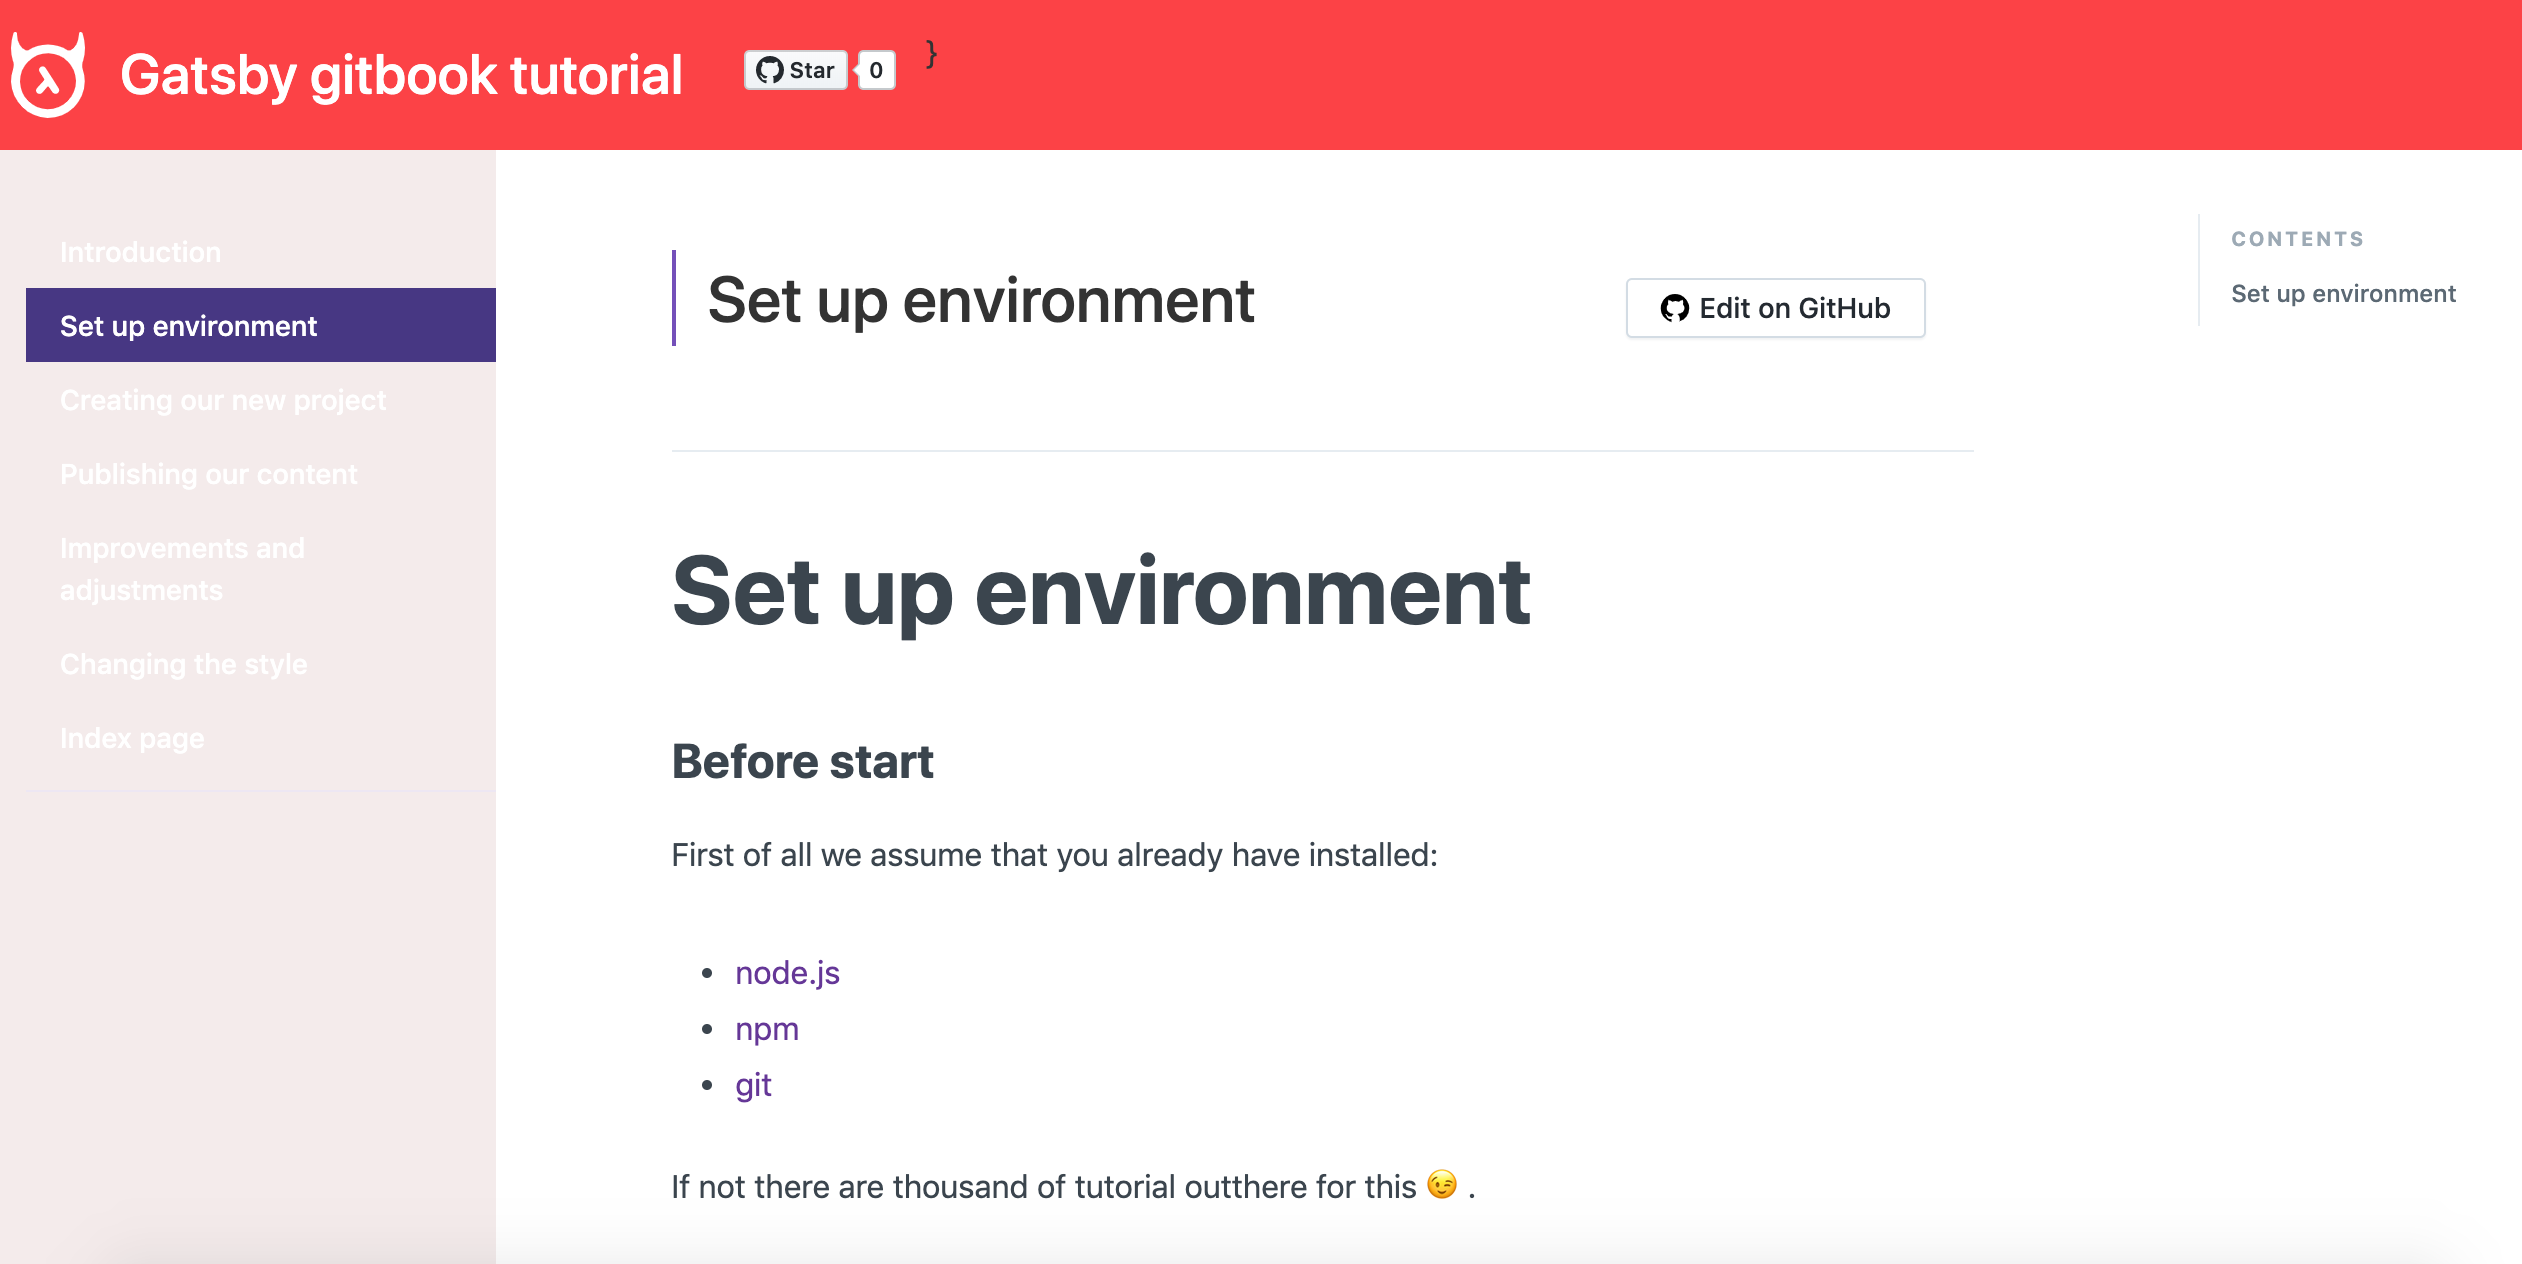 Gatsby gitbook tutorial
Star 0
}
Introduction
Set up environment
Creating our new project
Publishing our content
Improvements and
adjustments
Changing the style
Index page
Set up environment
Edit on GitHub
Set up environment
Before start
First of all we assume that you already have installed:
• node.js
• npm
• git
If not there are thousand of tutorial outthere for this 😉 .
CONTENTS
Set up environment